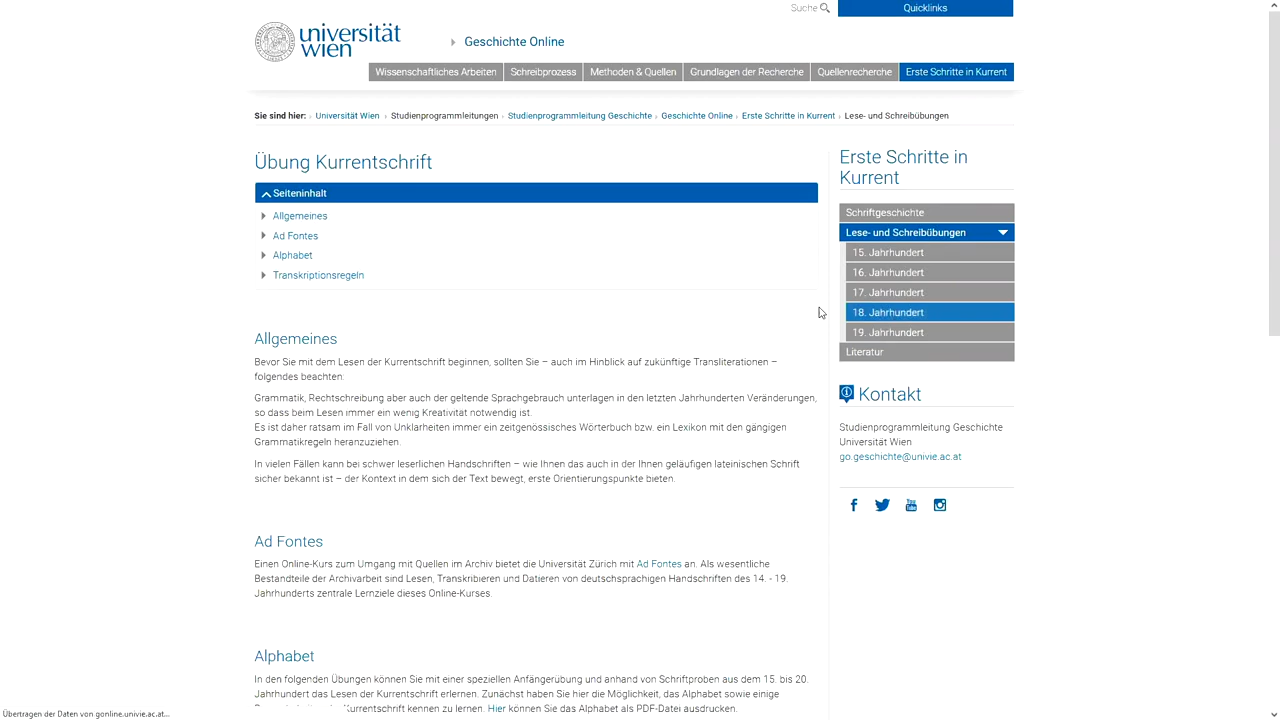 Suche
Quicklinks
universität
wien
Geschichte Online
Wissenschaftliches Arbeiten
Schreibprozess
Methoden & Quellen
Grundlagen der Recherche
Quellenrecherche
Erste Schritte in Kurrent
Sie sind hier: › Universität Wien › Studienprogrammleitungen › Studienprogrammleitung Geschichte › Geschichte Online › Erste Schritte in Kurrent › Lese- und Schreibübungen
Übung Kurrentschrift
Seiteninhalt
Allgemeines
Ad Fontes
Alphabet
Transkriptionsregeln
Allgemeines
Bevor Sie mit dem Lesen der Kurrentschrift beginnen, sollten Sie – auch im Hinblick auf zukünftige Transliterationen –
folgendes beachten:
Grammatik, Rechtschreibung aber auch der geltende Sprachgebrauch unterlagen in den letzten Jahrhunderten Veränderungen,
so dass beim Lesen immer ein wenig Kreativität notwendig ist.
Es ist daher ratsam im Fall von Unklarheiten immer ein zeitgenössisches Wörterbuch bzw. ein Lexikon mit den gängigen
Grammatikregeln heranzuziehen.
In vielen Fällen kann bei schwer leserlichen Handschriften – wie Ihnen das auch in der Ihnen geläufigen lateinischen Schrift
sicher bekannt ist – der Kontext in dem sich der Text bewegt, erste Orientierungspunkte bieten.
Ad Fontes
Einen Online-Kurs zum Umgang mit Quellen im Archiv bietet die Universität Zürich mit Ad Fontes an. Als wesentliche
Bestandteile der Archivarbeit sind Lesen, Transkribieren und Datieren von deutschsprachigen Handschriften des 14. - 19.
Jahrhunderts zentrale Lernziele dieses Online-Kurses.
Alphabet
In den folgenden Übungen können Sie mit einer speziellen Anfängerübung und anhand von Schriftproben aus dem 15. bis 20.
Jahrhundert das Lesen der Kurrentschrift erlernen. Zunächst haben Sie hier die Möglichkeit, das Alphabet sowie einige
Kurrentschrift kennen zu lernen. Hier können Sie das Alphabet als PDF-Datei ausdrucken.
Erste Schritte in
Kurrent
Schriftgeschichte
Lese- und Schreibübungen
15. Jahrhundert
16. Jahrhundert
17. Jahrhundert
18. Jahrhundert
19. Jahrhundert
Literatur
Kontakt
Studienprogrammleitung Geschichte
Universität Wien
go.geschichte@univie.ac.at
Übertragen der Daten von gonline.univie.ac.at...